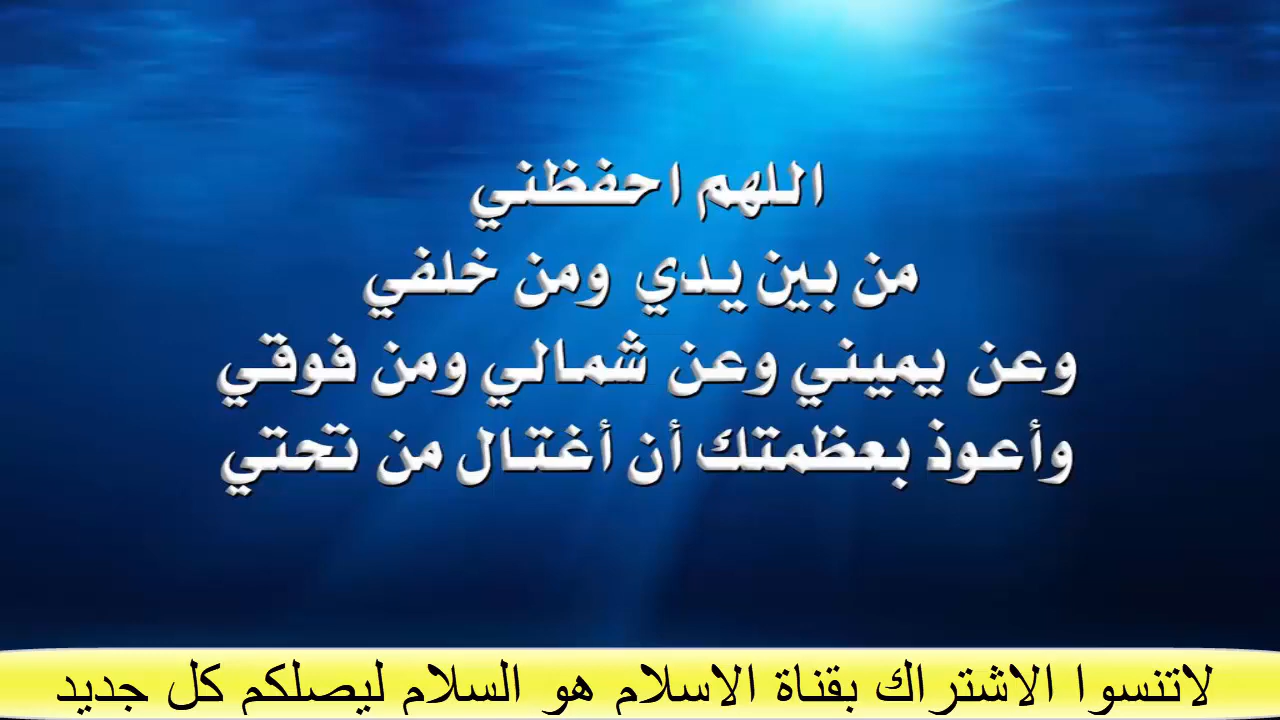 اللهم احفظني
من بين يدي ومن خلفي
وعن يميني وعن شمالي ومن فوقي
وأعوذ بعظمتك أن أغتال من تحتي
لاتنسوا الاشتراك بقناة الاسلام هو السلام ليصلكم كل جديد